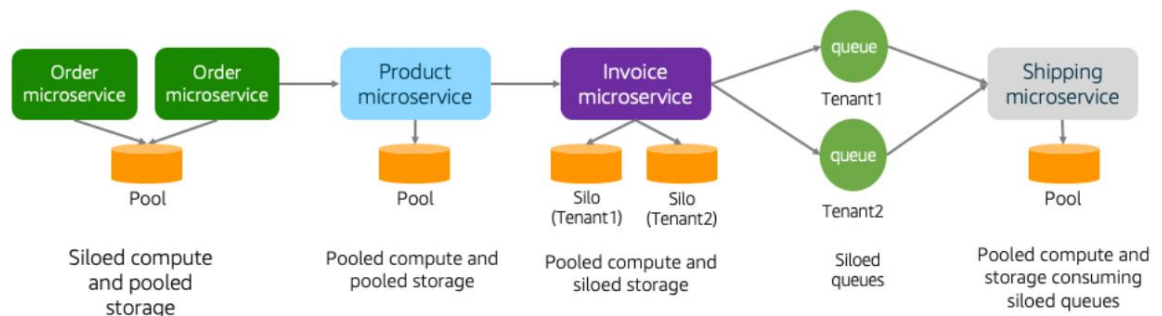 Order
microservice
Order
microservice
Pool
Siloed compute
and pooled
storage
Product
microservice
Pool
Pooled compute and
pooled storage
Invoice
microservice
Silo
(Tenant1)
Silo
(Tenant2)
Pooled compute and
siloed storage
queue
Tenant1
queue
Tenant2
Siloed
queues
Shipping
microservice
Pool
Pooled compute and
storage consuming
siloed queues